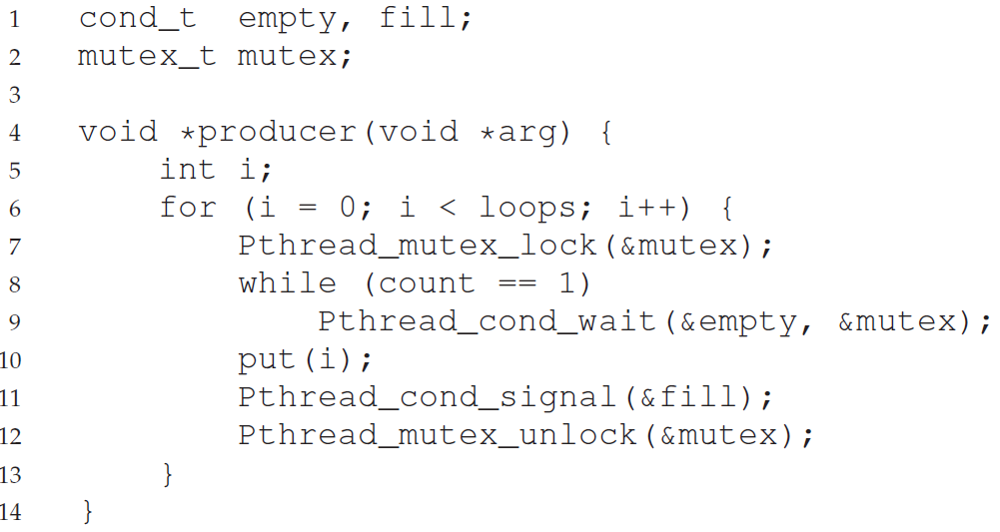 1 cond_t empty, fill;
2 mutex_t mutex;
3
4 void *producer(void *arg) {
5 int i;
6 for (i = 0; i < loops; i++) {
7 Pthread_mutex_lock(&mutex);
8 while (count == 1)
9 Pthread_cond_wait(&empty, &mutex);
10 put(i);
11 Pthread_cond_signal(&fill);
12 Pthread_mutex_unlock(&mutex);
13 }
14 }